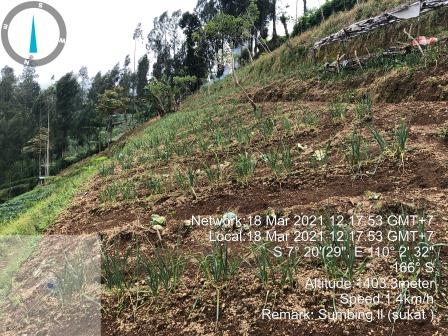 Network:18 Mar 2021 12.17.53 GMT+7
Local:18 Mar 2021 12.17.53 GMT+7
S 7° 20'(29", E 110° 2' 32"
166° S
Altitude:1403.3meter
Speed:1.4km/h
Remark: Sumbing II (sukat )